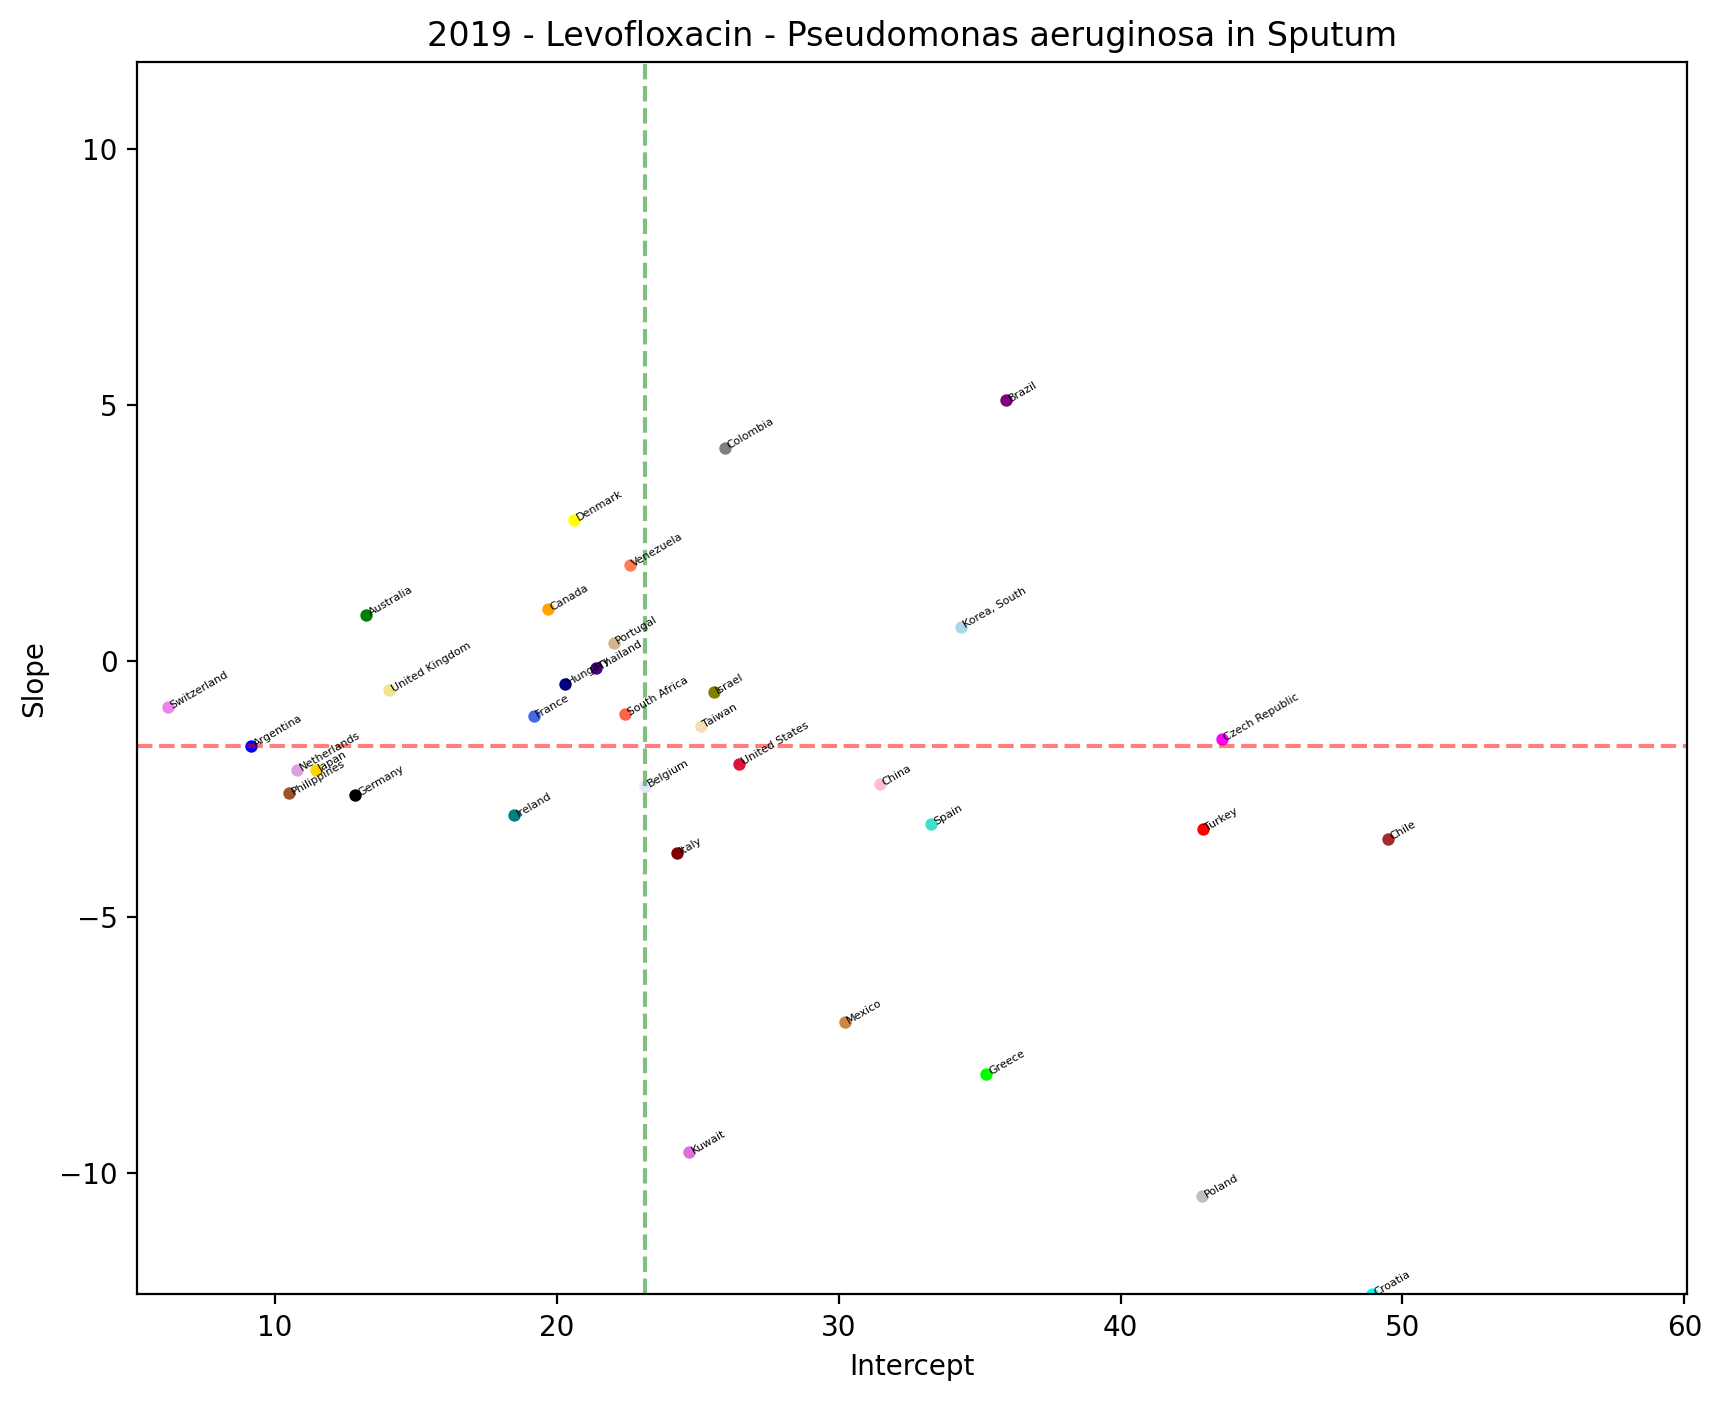 2019 - Levofloxacin - Pseudomonas aeruginosa in Sputum
10
5
0
−5
−10
Slope
Brazil
Colombia
Denmark
Venezuela
Canada
Australia
Korea, South
Portugal
Thailand
United Kingdom
Hungary
Israel
Switzerland
South Africa
France
Taiwan
Czech Republic
Argentina
United States
Netherlands
Japan
China
Belgium
Philippines
Germany
Ireland
Spain
Turkey
Chile
Italy
Mexico
Greece
Kuwait
Poland
Croatia
10
20
30
40
50
60
Intercept